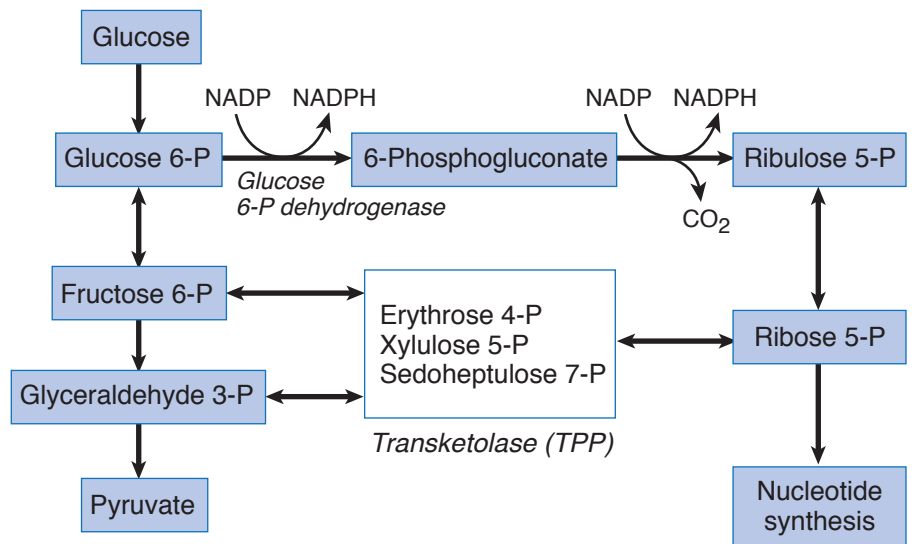 Glucose
NADP
NADPH
NADP
NADPH
Glucose 6-P
6-Phosphogluconate
Ribulose 5-P
Glucose
6-P dehydrogenase
CO2
Fructose 6-P
Erythrose 4-P
Xylulose 5-P
Sedoheptulose 7-P
Ribose 5-P
Glyceraldehyde 3-P
Transketolase (TPP)
Pyruvate
Nucleotide
synthesis